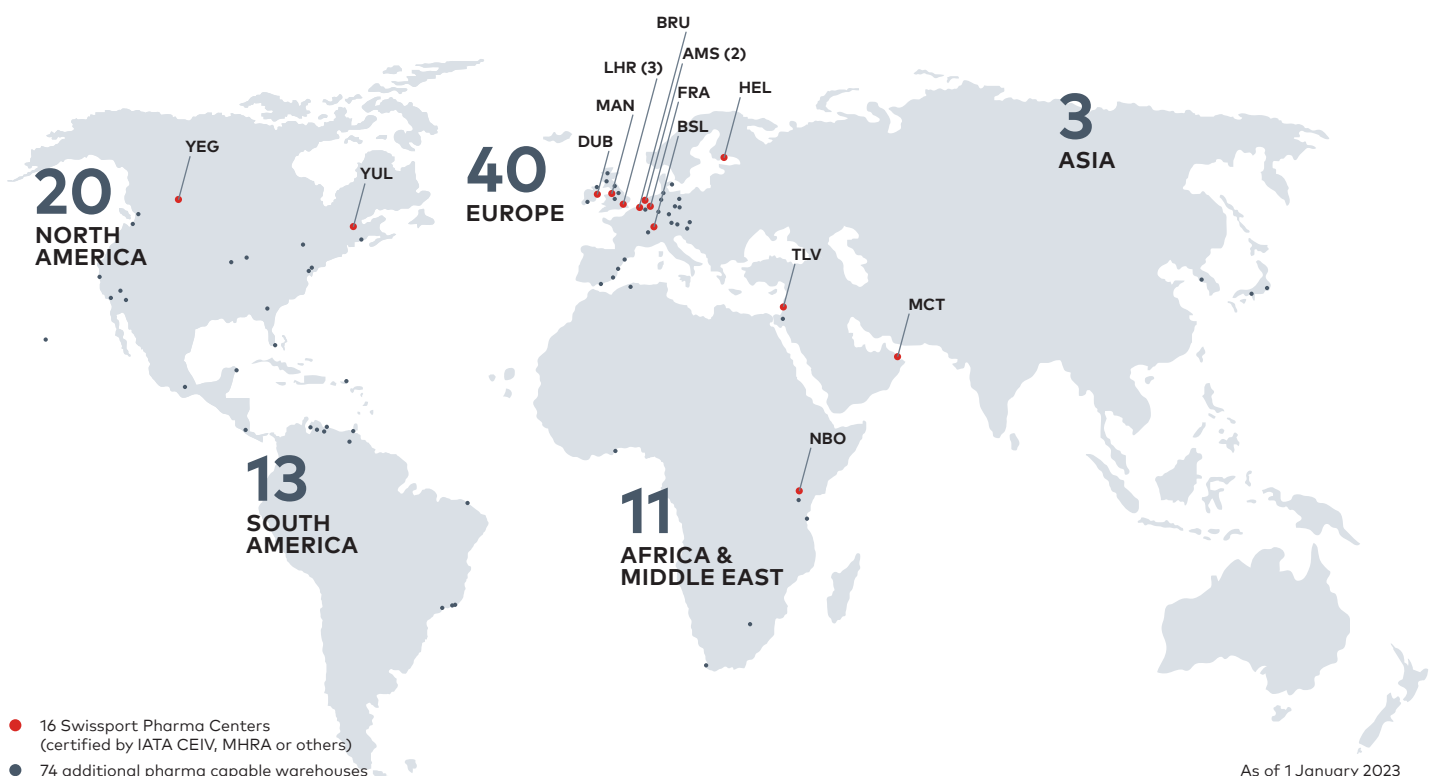 BRU
AMS (2)
LHR (3)
FRA
HEL
MAN
BSL
DUB
YEG
YUL
20
NORTH
AMERICA
40
EUROPE
3
ASIA
TLV
MCT
NBO
13
SOUTH
AMERICA
11
AFRICA &
MIDDLE EAST
16 Swissport Pharma Centers
(certified by IATA CEIV, MHRA or others)
74 additional pharma capable warehouses
As of 1 January 2023